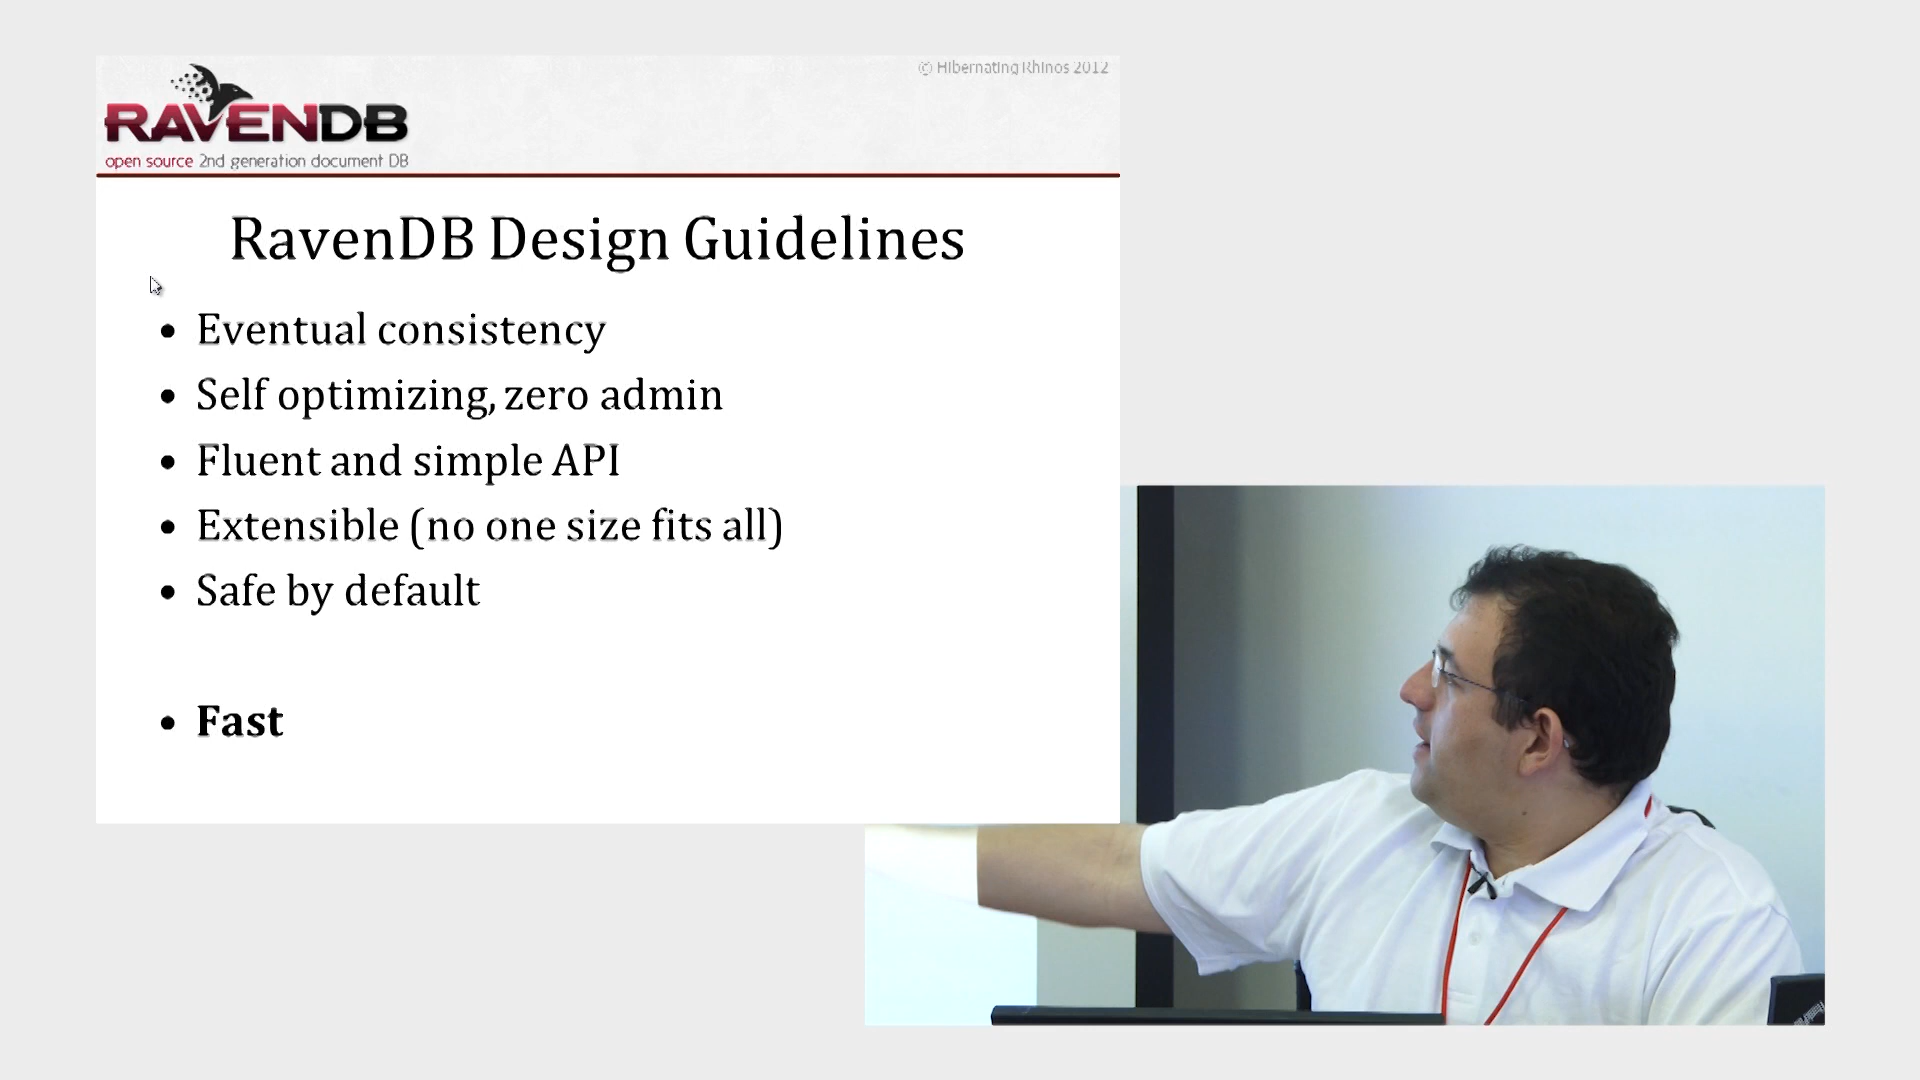 © Hibernating Rhinos 2012
RAVENDB
open source 2nd generation document DB
RavenDB Design Guidelines
• Eventual consistency
• Self optimizing, zero admin
• Fluent and simple API
• Extensible (no one size fits all)
• Safe by default
• Fast